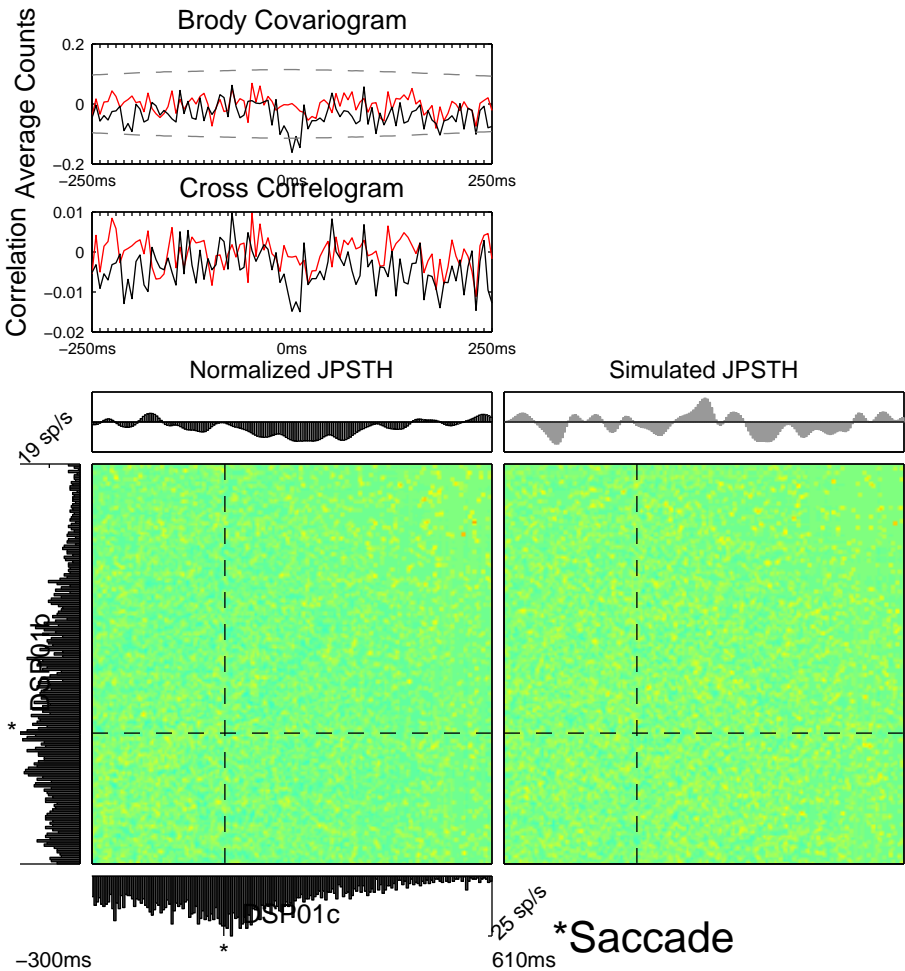 Brody Covariogram
Average Counts
0.2
0
−0.2
−250ms
0ms
250ms
Cross Correlogram
Correlation
0.01
0
−0.01
−0.02
−250ms
0ms
250ms
Normalized JPSTH
Simulated JPSTH
19 sp/s
DSP01b
*
DSP01c
*
25 sp/s
*Saccade
−300ms
610ms